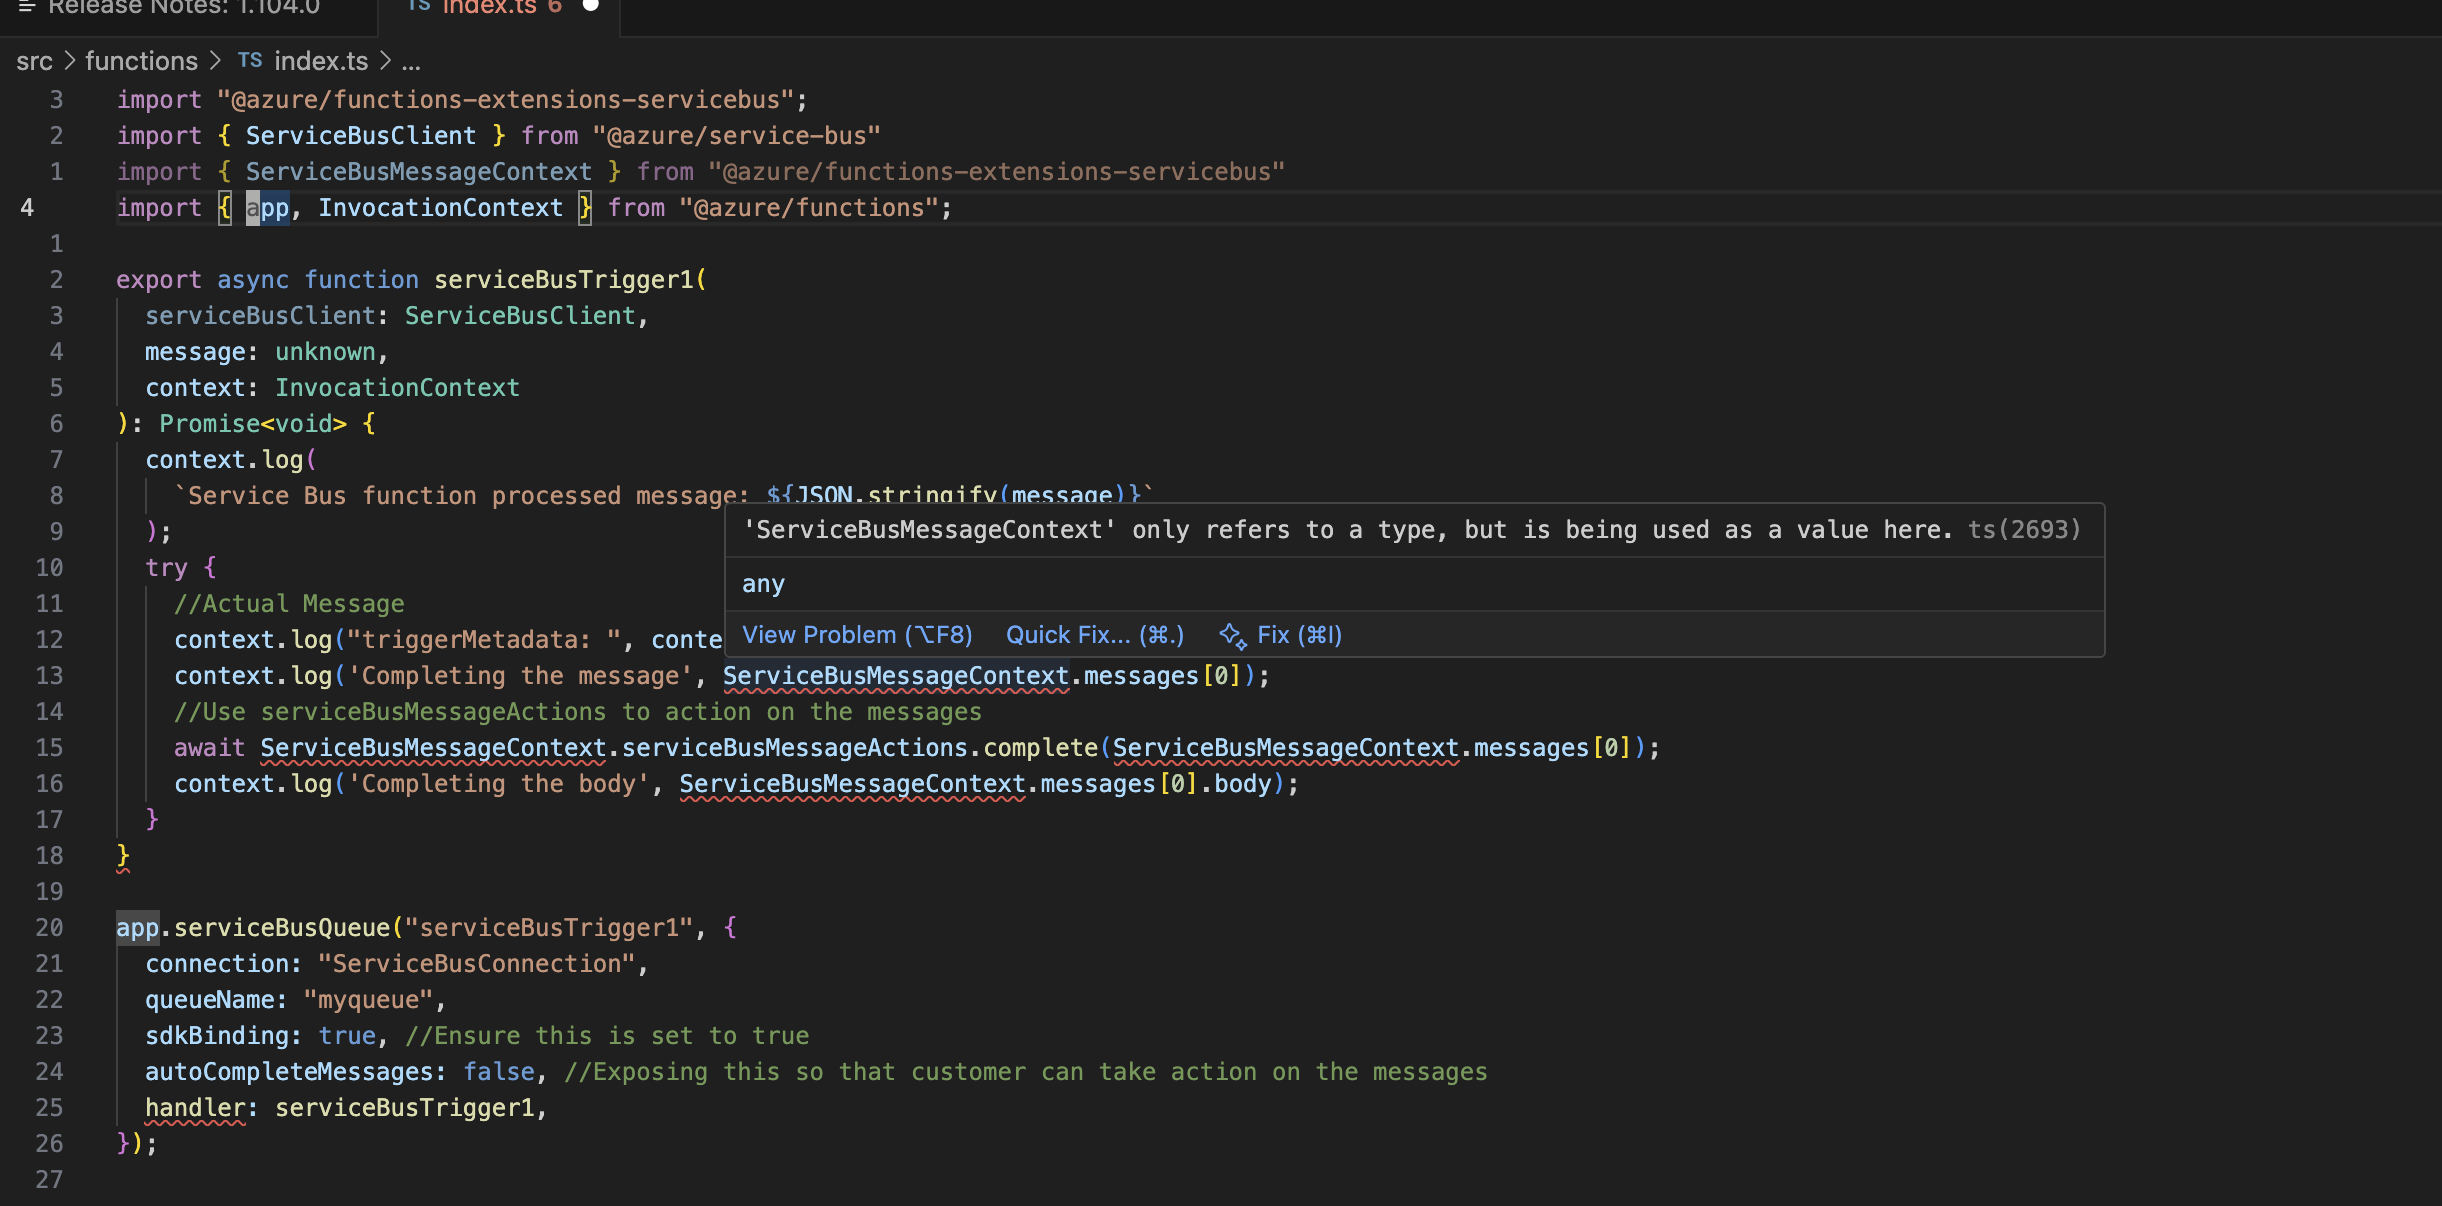 Release Notes: 1.104.0
TS index.ts 6
src > functions > TS index.ts > ...
3 import "@azure/functions-extensions-servicebus";
2 import { ServiceBusClient } from "@azure/service-bus"
1 import { ServiceBusMessageContext } from "@azure/functions-extensions-servicebus"
4 import { app, InvocationContext } from "@azure/functions";
1
2 export async function serviceBusTrigger1(
3 serviceBusClient: ServiceBusClient,
4 message: unknown,
5 context: InvocationContext
6 ): Promise<void> {
7 context.log(
8 `Service Bus function processed message: ${JSON.stringify(message)}`
9 );
'ServiceBusMessageContext' only refers to a type, but is being used as a value here. ts(2693)
10 try {
any
11 //Actual Message
12 context.log("triggerMetadata: ", conte
View Problem (⌥F8) Quick Fix... (⌘.) Fix (⌘I)
13 context.log('Completing the message', ServiceBusMessageContext.messages[0]);
14 //Use serviceBusMessageActions to action on the messages
15 await ServiceBusMessageContext.serviceBusMessageActions.complete(ServiceBusMessageContext.messages[0]);
16 context.log('Completing the body', ServiceBusMessageContext.messages[0].body);
17 }
18 }
19
20 app.serviceBusQueue("serviceBusTrigger1", {
21 connection: "ServiceBusConnection",
22 queueName: "myqueue",
23 sdkBinding: true, //Ensure this is set to true
24 autoCompleteMessages: false, //Exposing this so that customer can take action on the messages
25 handler: serviceBusTrigger1,
26 });
27